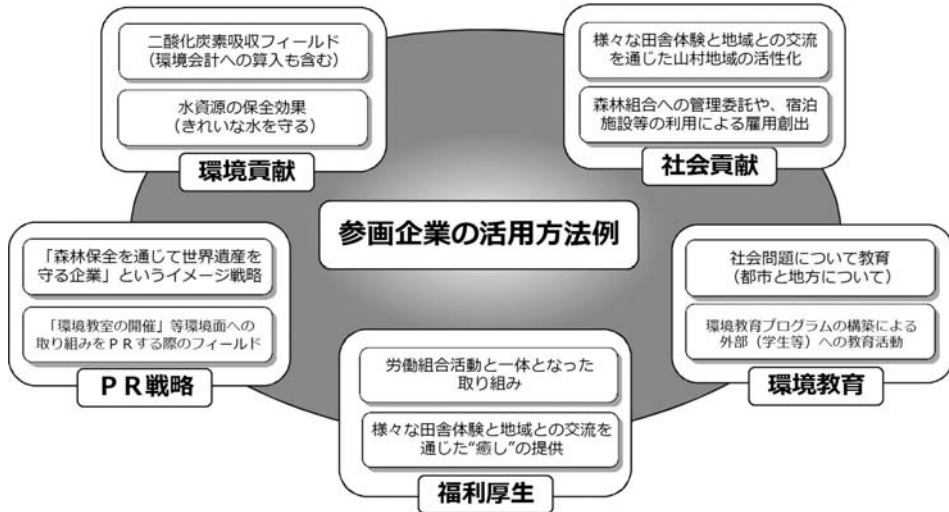 二酸化炭素吸収フィールド
（環境会計への算入も含む）
水資源の保全効果
（きれいな水を守る）
環境貢献
様々な田舎体験と地域との交流
を通じた山村地域の活性化
森林組合への管理委託や、宿泊
施設等の利用による雇用創出
社会貢献
参画企業の活用方法例
「森林保全を通じて世界遺産を
守る企業」というイメージ戦略
「環境教室の開催」等環境面への
取り組みをＰＲする際のフィールド
ＰＲ戦略
社会問題について教育
（都市と地方について）
環境教育プログラムの構築による
外部（学生等）への教育活動
環境教育
労働組合活動と一体となった
取り組み
様々な田舎体験と地域との交流を
通じた“癒し”の提供
福利厚生